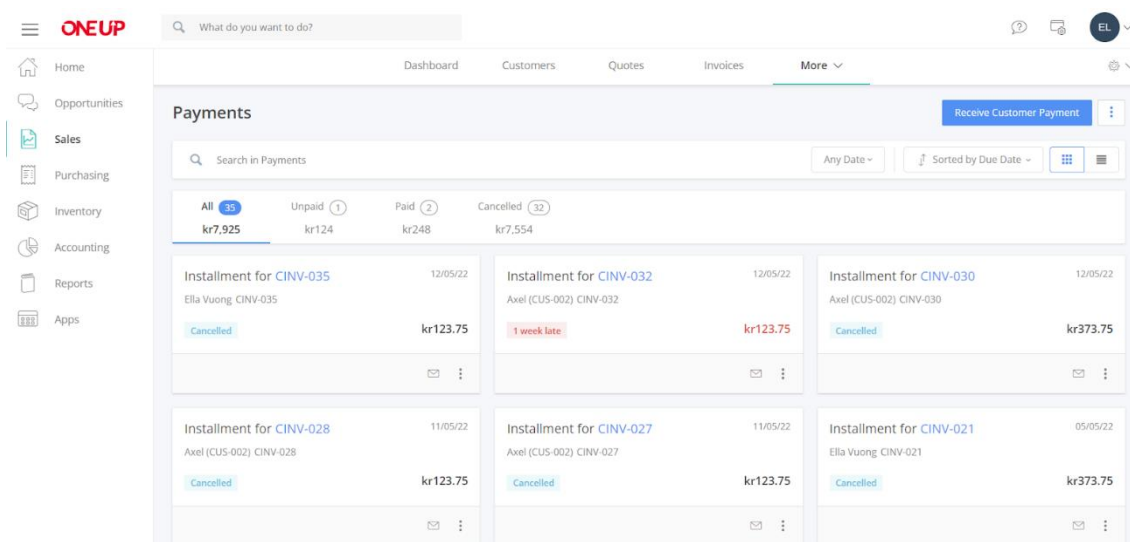 ONEUP
What do you want to do?
EL
Home
Opportunities
Sales
Purchasing
Inventory
Accounting
Reports
Apps
Dashboard Customers Quotes Invoices More
Payments
Receive Customer Payment
Search in Payments
Any Date
Sorted by Due Date
All 35 Unpaid 1 Paid 2 Cancelled 32
kr7,925 kr124 kr248 kr7,554
Installment for CINV-035 12/05/22
Ella Vuong CINV-035
Cancelled kr123.75
Installment for CINV-032 12/05/22
Axel (CUS-002) CINV-032
1 week late kr123.75
Installment for CINV-030 12/05/22
Axel (CUS-002) CINV-030
Cancelled kr373.75
Installment for CINV-028 11/05/22
Axel (CUS-002) CINV-028
Cancelled kr123.75
Installment for CINV-027 11/05/22
Axel (CUS-002) CINV-027
Cancelled kr123.75
Installment for CINV-021 05/05/22
Ella Vuong CINV-021
Cancelled kr373.75